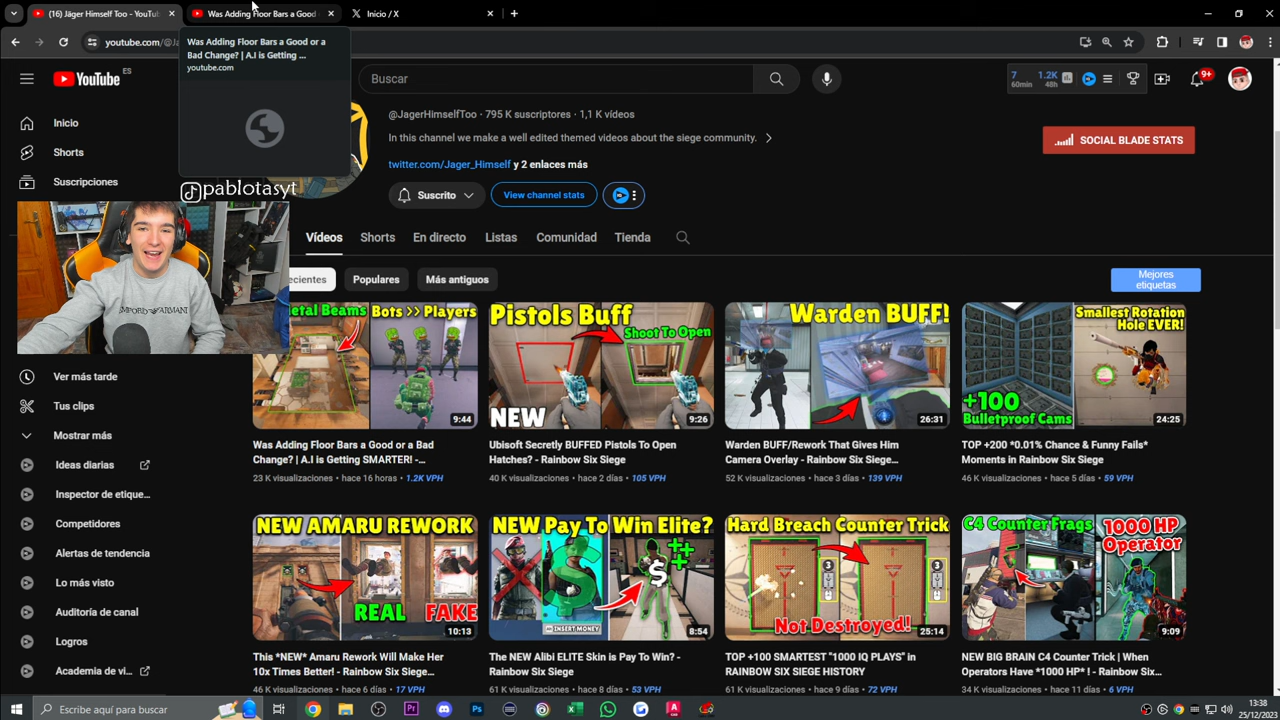 (16) Jäger Himself Too - YouTu
Was Adding Floor Bars a Good
Inicio / X
youtube.com/@Ja
Was Adding Floor Bars a Good or a
Bad Change? | A.I is Getting ...
youtube.com
YouTube ES
Buscar
7
60min
1.2K
48h
9+
Inicio
Shorts
Suscripciones
@JagerHimselfToo · 795 K suscriptores · 1,1 K vídeos
In this channel we make a well edited themed videos about the siege community.
twitter.com/Jager_Himself y 2 enlaces más
SOCIAL BLADE STATS
pablotasyt
Suscrito
View channel stats
Vídeos
Shorts
En directo
Listas
Comunidad
Tienda
ecientes
Populares
Más antiguos
Mejores
etiquetas
EMPORIO ARMANI
etal Beams
Bots >> Players
9:44
Pistols Buff
Shoot To Open
NEW
9:26
Warden BUFF!
26:31
Smallest Rotation
Hole EVER!
+100
Bulletproof Cams
24:25
Ver más tarde
Tus clips
Mostrar más
Ideas diarias
Inspector de etique...
Competidores
Alertas de tendencia
Lo más visto
Auditoría de canal
Logros
Academia de vi...
Was Adding Floor Bars a Good or a Bad
Change? | A.I is Getting SMARTER! -...
23 K visualizaciones · hace 16 horas · 1.2K VPH
Ubisoft Secretly BUFFED Pistols To Open
Hatches? - Rainbow Six Siege
40 K visualizaciones · hace 2 días · 105 VPH
Warden BUFF/Rework That Gives Him
Camera Overlay - Rainbow Six Siege...
52 K visualizaciones · hace 3 días · 139 VPH
TOP +200 *0.01% Chance & Funny Fails*
Moments in Rainbow Six Siege
46 K visualizaciones · hace 5 días · 59 VPH
NEW AMARU REWORK
REAL
FAKE
10:13
NEW Pay To Win Elite?
INSERT MONEY
8:54
Hard Breach Counter Trick
3
3
Not Destroyed!
25:14
C4 Counter Frags
1000 HP
Operator
9:09
This *NEW* Amaru Rework Will Make Her
10x Times Better! - Rainbow Six Siege...
46 K visualizaciones · hace 6 días · 17 VPH
The NEW Alibi ELITE Skin is Pay To Win? -
Rainbow Six Siege
61 K visualizaciones · hace 8 días · 53 VPH
TOP +100 SMARTEST "1000 IQ PLAYS" in
RAINBOW SIX SIEGE HISTORY
61 K visualizaciones · hace 9 días · 72 VPH
NEW BIG BRAIN C4 Counter Trick | When
Operators Have *1000 HP* ! - Rainbow Six...
34 K visualizaciones · hace 11 días · 6 VPH
Escribe aquí para buscar
13:38
25/12/2023